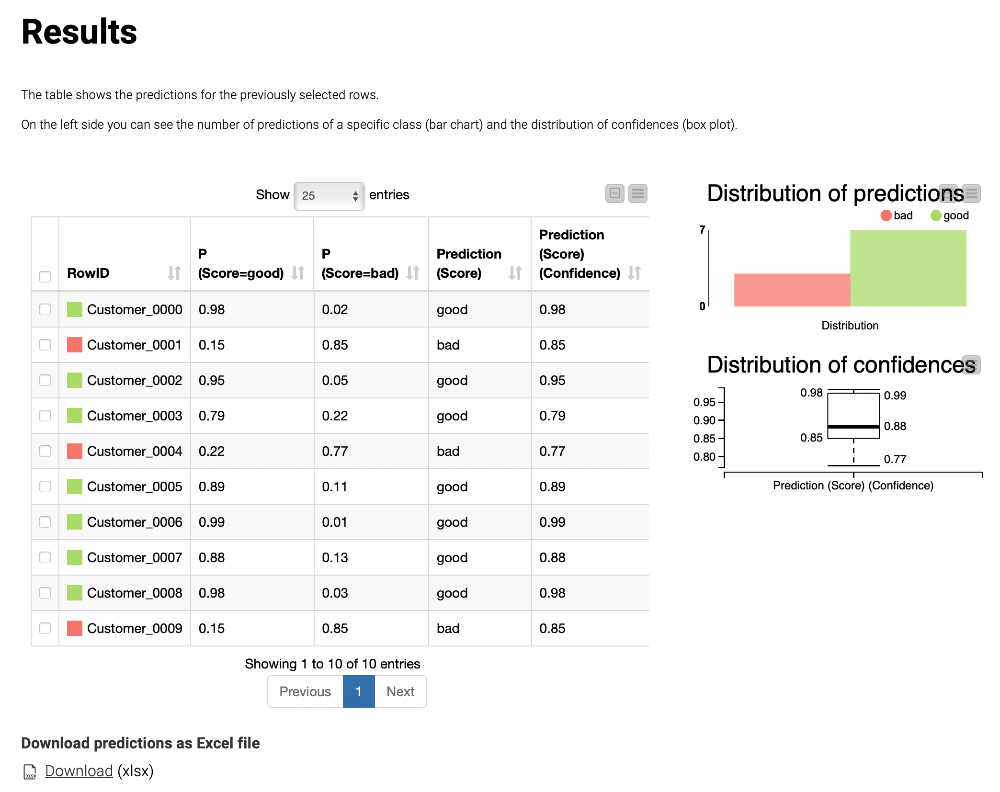 Results
The table shows the predictions for the previously selected rows.
On the left side you can see the number of predictions of a specific class (bar chart) and the distribution of confidences (box plot).
Show 25 entries
RowID P (Score=good) P (Score=bad) Prediction (Score) Prediction (Score) (Confidence)
Customer_0000 0.98 0.02 good 0.98
Customer_0001 0.15 0.85 bad 0.85
Customer_0002 0.95 0.05 good 0.95
Customer_0003 0.79 0.22 good 0.79
Customer_0004 0.22 0.77 bad 0.77
Customer_0005 0.89 0.11 good 0.89
Customer_0006 0.99 0.01 good 0.99
Customer_0007 0.88 0.13 good 0.88
Customer_0008 0.98 0.03 good 0.98
Customer_0009 0.15 0.85 bad 0.85
Showing 1 to 10 of 10 entries
Previous 1 Next
Distribution of predictions
bad good
7
0
Distribution
Distribution of confidences
0.95
0.90
0.85
0.80
0.98 0.99
0.88
0.85
0.77
Prediction (Score) (Confidence)
Download predictions as Excel file
XLSX Download (xlsx)